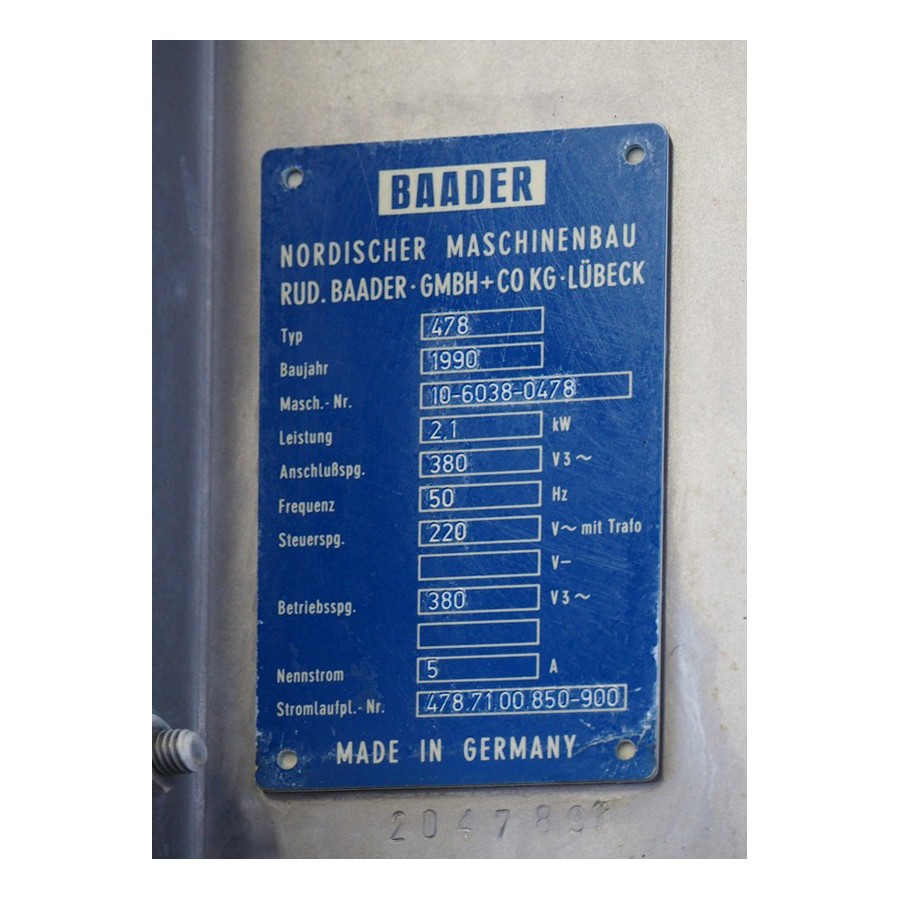 BAADER
NORDISCHER MASCHINENBAU
RUD. BAADER · GMBH + CO KG · LÜBECK
Typ 478
Baujahr 1990
Masch.- Nr. 10-6038-0478
Leistung 2,1 kW
Anschlußspg. 380 V 3 ~
Frequenz 50 Hz
Steuerspg. 220 V ~ mit Trafo
V –
Betriebsspg. 380 V 3 ~
Nennstrom 5 A
Stromlaufpl.- Nr. 478.71.00.850-900
MADE IN GERMANY